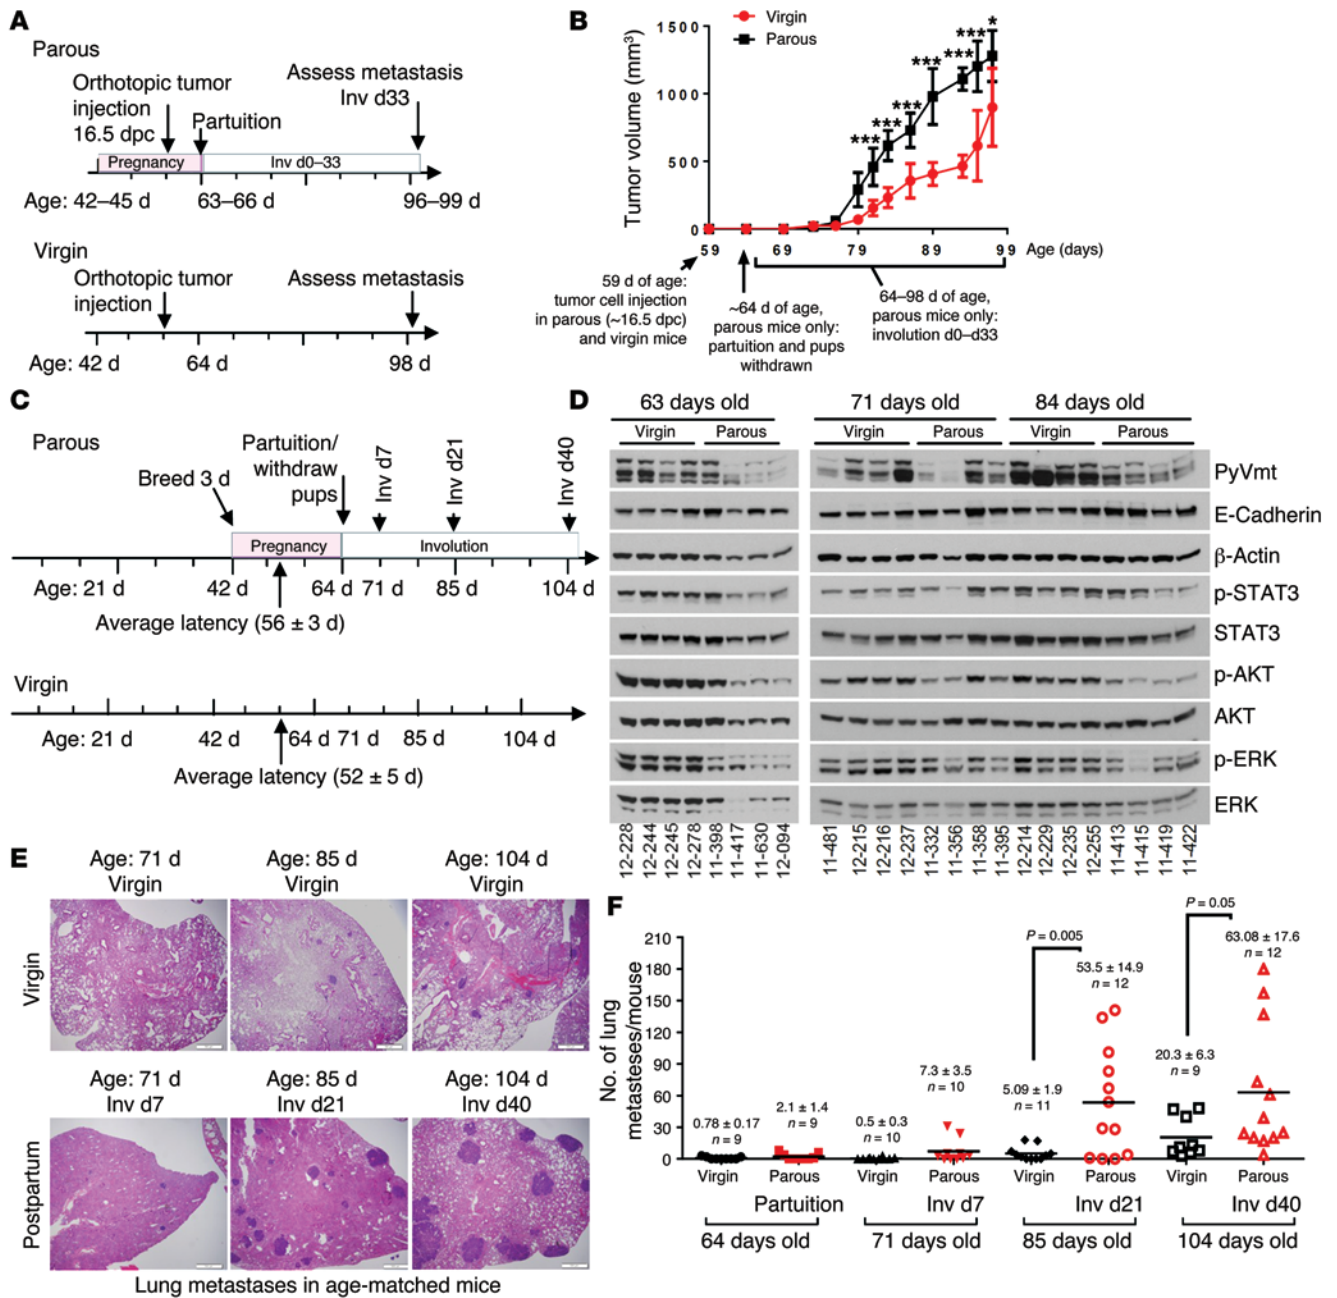 A
Parous
Orthotopic tumor
injection
16.5 dpc
Partuition
Assess metastasis
Inv d33
Pregnancy
Inv d0–33
Age: 42–45 d
63–66 d
96–99 d
Virgin
Orthotopic tumor
injection
Assess metastasis
Age: 42 d
64 d
98 d
B
Virgin
Parous
Tumor volume (mm³)
1500
1000
500
0
***
***
***
***
***
***
*
59
69
79
89
99
Age (days)
59 d of age:
tumor cell injection
in parous (~16.5 dpc)
and virgin mice
~64 d of age,
parous mice only:
partuition and pups
withdrawn
64–98 d of age,
parous mice only:
involution d0–d33
C
Parous
Breed 3 d
Partuition/
withdraw
pups
Inv d7
Inv d21
Inv d40
Pregnancy
Involution
Age: 21 d
42 d
64 d
71 d
85 d
104 d
Average latency (56 ± 3 d)
Virgin
Age: 21 d
42 d
64 d
71 d
85 d
104 d
Average latency (52 ± 5 d)
D
63 days old
71 days old
84 days old
Virgin
Parous
Virgin
Parous
Virgin
Parous
PyVmt
E-Cadherin
β-Actin
p-STAT3
STAT3
p-AKT
AKT
p-ERK
ERK
12-228
12-244
12-245
12-278
11-398
11-417
11-630
12-094
11-481
12-215
12-216
12-237
11-332
11-356
11-358
11-395
12-214
12-229
12-235
12-255
11-413
11-415
11-419
11-422
E
Age: 71 d
Virgin
Age: 85 d
Virgin
Age: 104 d
Virgin
Virgin
Age: 71 d
Inv d7
Age: 85 d
Inv d21
Age: 104 d
Inv d40
Postpartum
Lung metastases in age-matched mice
F
No. of lung
metasteses/mouse
210
180
150
120
90
60
30
0
0.78 ± 0.17
n = 9
2.1 ± 1.4
n = 9
0.5 ± 0.3
n = 10
7.3 ± 3.5
n = 10
5.09 ± 1.9
n = 11
P = 0.005
53.5 ± 14.9
n = 12
20.3 ± 6.3
n = 9
P = 0.05
63.08 ± 17.6
n = 12
Virgin
Parous
Virgin
Parous
Virgin
Parous
Virgin
Parous
Partuition
Inv d7
Inv d21
Inv d40
64 days old
71 days old
85 days old
104 days old